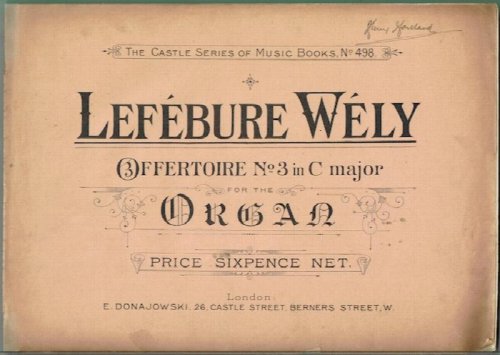 The Castle Series of Music Books, No 498.
LEFÉBURE WÉLY
OFFERTOIRE No 3 in C major
FOR THE
ORGAN
PRICE SIXPENCE NET.
London:
E. DONAJOWSKI, 26, CASTLE STREET, BERNERS STREET, W.